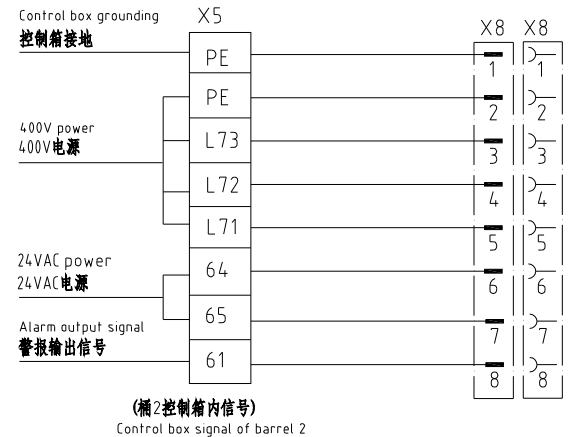 Control box grounding
控制箱接地
X5
X8 X8
PE
1 1
PE
2 2
400V power
400V电源
L73
3 3
L72
4 4
L71
5 5
24VAC power
24VAC电源
64
6 6
65
7 7
Alarm output signal
警报输出信号
61
8 8
(桶2控制箱内信号)
Control box signal of barrel 2